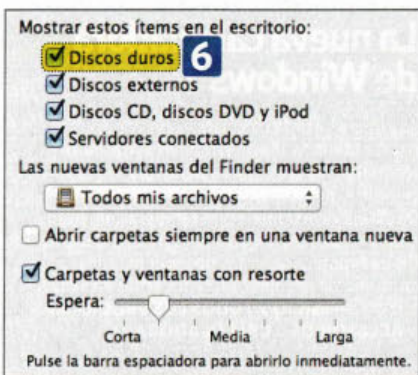 Mostrar estos ítems en el escritorio:
Discos duros 6
Discos externos
Discos CD, discos DVD y iPod
Servidores conectados
Las nuevas ventanas del Finder muestran:
Todos mis archivos
Abrir carpetas siempre en una ventana nueva
Carpetas y ventanas con resorte
Espera:
Corta Media Larga
Pulse la barra espaciadora para abrirlo inmediatamente.